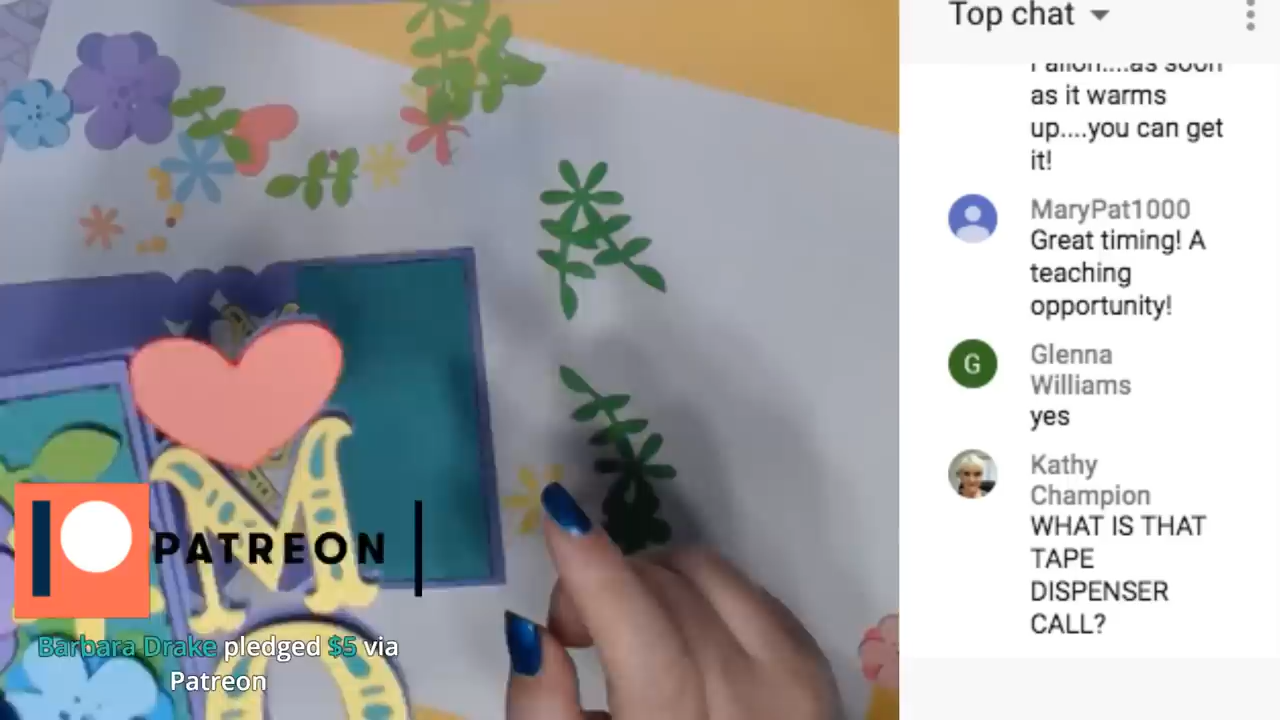 Top chat
as it warms
up....you can get
it!
MaryPat1000
Great timing! A
teaching
opportunity!
G
Glenna
Williams
yes
Kathy
Champion
WHAT IS THAT
TAPE
DISPENSER
CALL?
M
O
PATREON
Barbara Drake pledged $5 via
Patreon